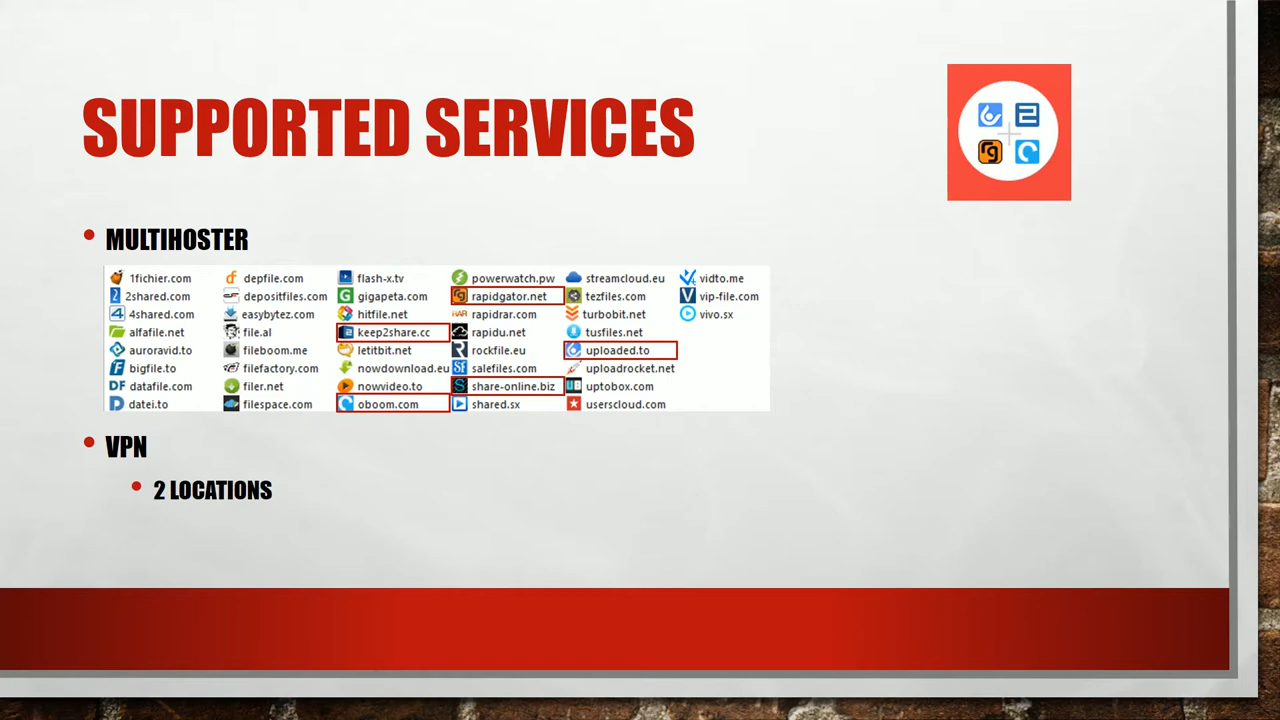 SUPPORTED SERVICES
MULTIHOSTER
1fichier.com depfile.com flash-x.tv powerwatch.pw streamcloud.eu vidto.me
2shared.com depositfiles.com gigapeta.com rapidgator.net tezfiles.com vip-file.com
4shared.com easybytez.com hitfile.net rapidrar.com turbobit.net vivo.sx
alfafile.net file.al keep2share.cc rapidu.net tusfiles.net
auroravid.to fileboom.me letitbit.net rockfile.eu uploaded.to
bigfile.to filefactory.com nowdownload.eu salefiles.com uploadrocket.net
DF datafile.com filer.net nowvideo.to share-online.biz uptobox.com
datei.to filespace.com oboom.com shared.sx userscloud.com
VPN
2 LOCATIONS